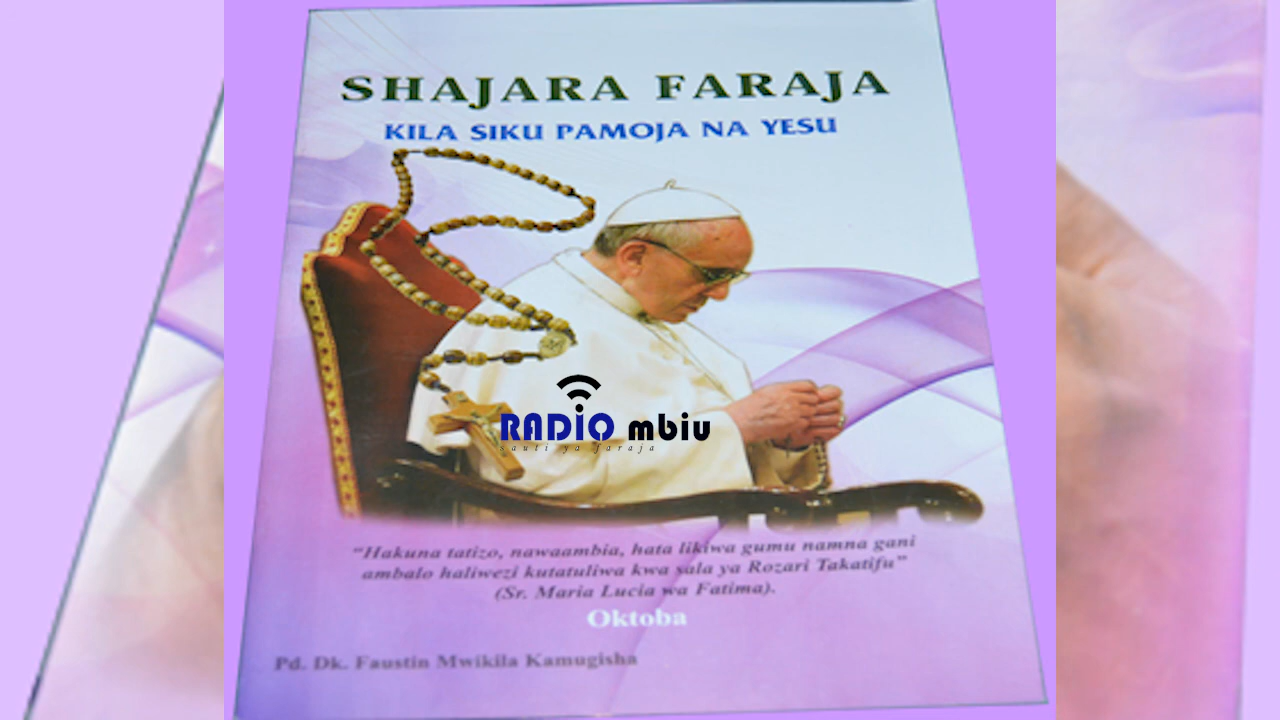 SHAJARA FARAJA
KILA SIKU PAMOJA NA YESU
RADIO mbiu
sauti ya faraja
“Hakuna tatizo, nawaambia, hata likiwa gumu namna gani
ambalo haliwezi kutatuliwa kwa sala ya Rozari Takatifu”
(Sr. Maria Lucia wa Fatima).
Oktoba
Pd. Dk. Faustin Mwikila Kamugisha